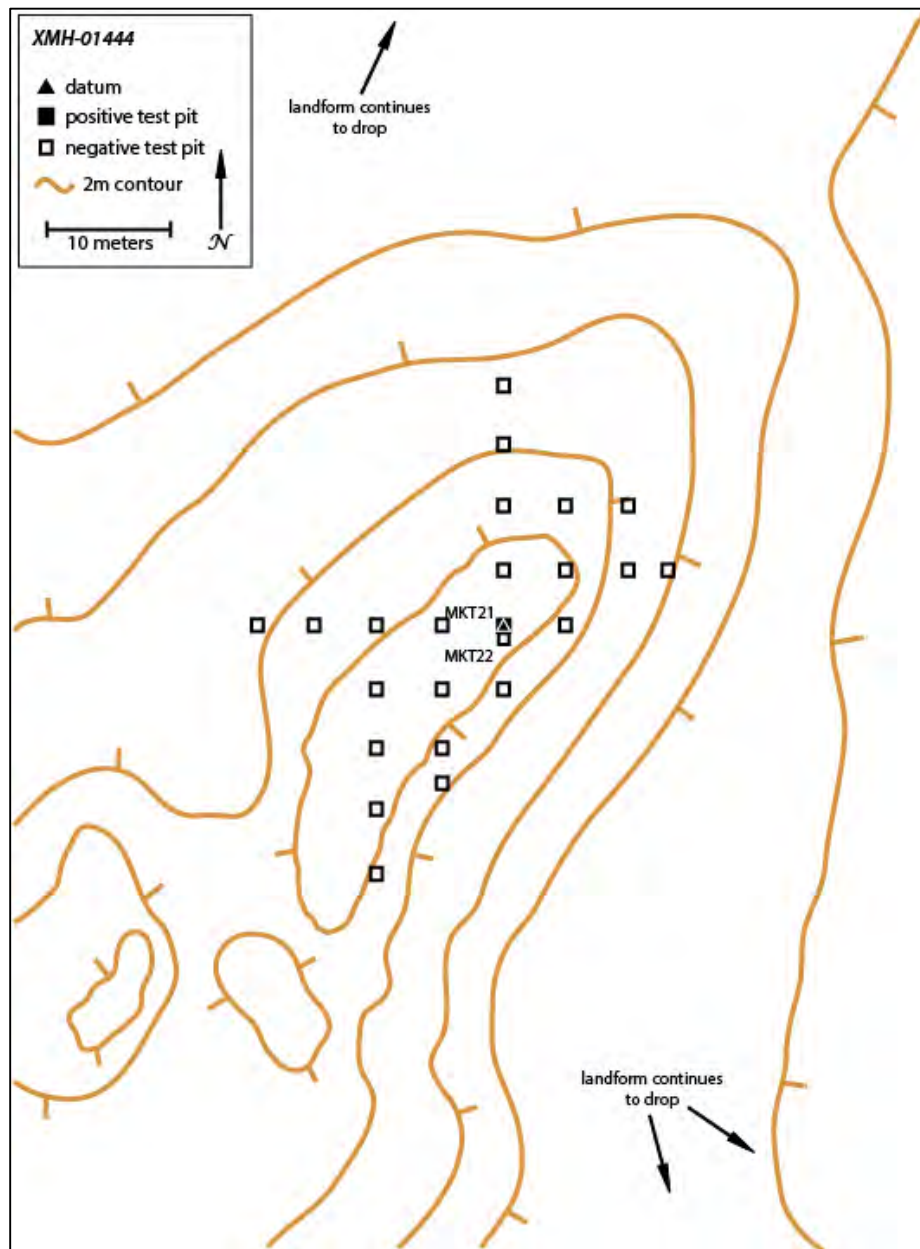 XMH-01444
datum
positive test pit
negative test pit
2m contour
10 meters
N
landform continues
to drop
MKT21
MKT22
landform continues
to drop